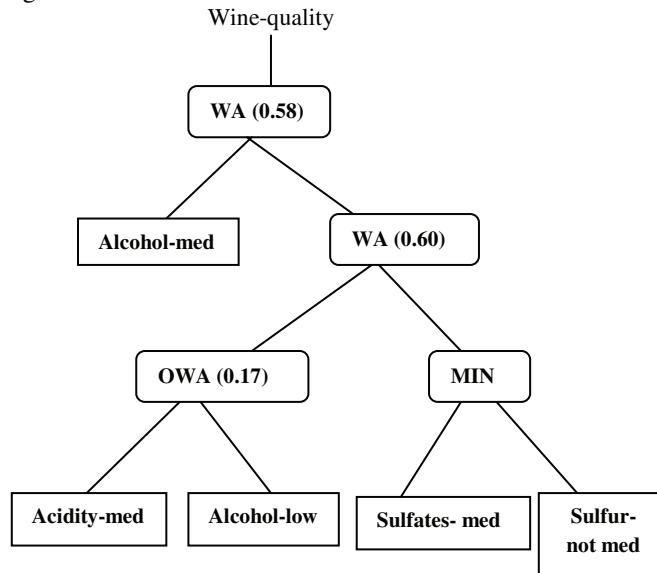 Wine-quality
WA (0.58)
Alcohol-med
WA (0.60)
OWA (0.17)
MIN
Acidity-med
Alcohol-low
Sulfates- med
Sulfur-
not med